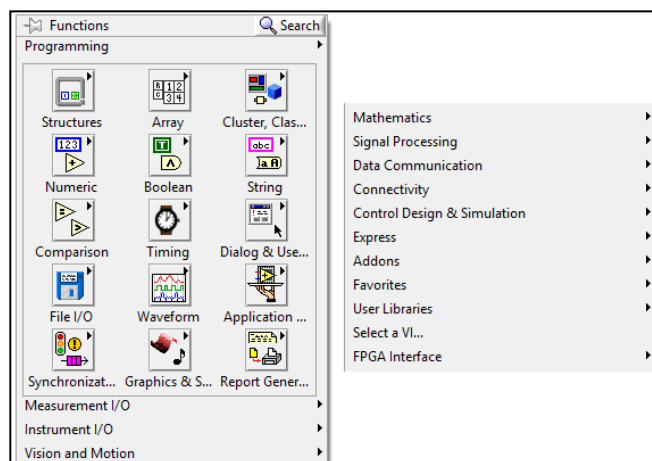 Functions Search
Programming
Structures Array Cluster, Clas...
123 T abc
a A
Numeric Boolean String
Comparison Timing Dialog & Use...
File I/O Waveform Application ...
Synchronizat... Graphics & S... Report Gener...
Measurement I/O
Instrument I/O
Vision and Motion
Mathematics
Signal Processing
Data Communication
Connectivity
Control Design & Simulation
Express
Addons
Favorites
User Libraries
Select a VI...
FPGA Interface